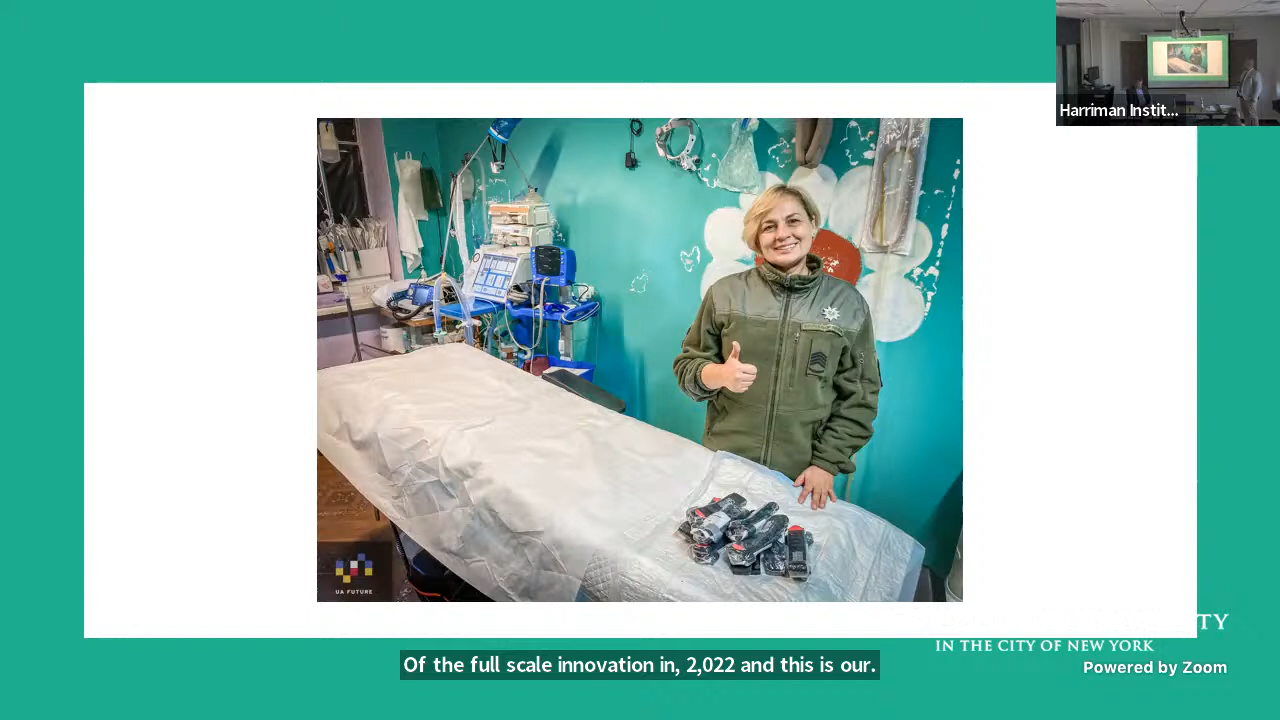 Harriman Instit...
UA FUTURE
TY
IN THE CITY OF NEW YORK
Of the full scale innovation in, 2,022 and this is our.
Powered by Zoom